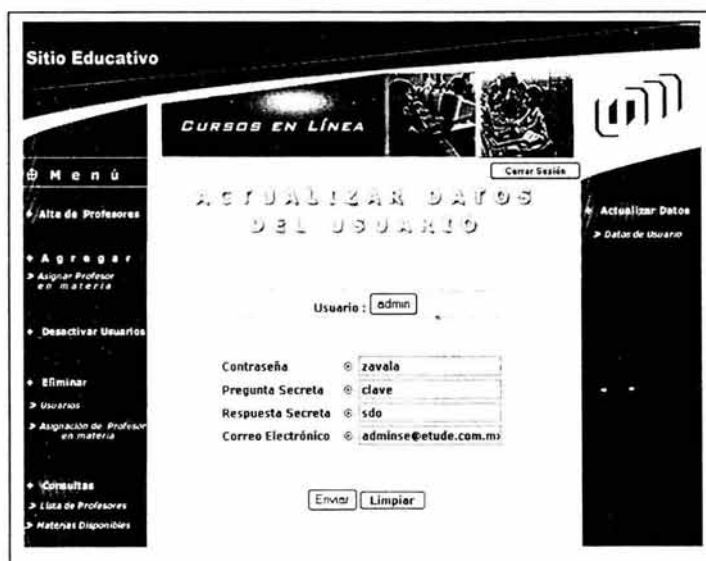 Sitio Educativo
CURSOS EN LÍNEA
Cerrar Sesión
Menú
Alta de Profesores
Agregar
> Asignar Profesor
en materia
Desactivar Usuarios
Eliminar
> Usuarios
> Asignación de Profesor
en materia
Consultas
> Lista de Profesores
> Materias Disponibles
ACTUALIZAR DATOS
DEL USUARIO
Usuario : admin
Contraseña zavala
Pregunta Secreta clave
Respuesta Secreta sdo
Correo Electrónico adminse@etude.com.mx
Enviar Limpiar
Actualizar Datos
> Datos de Usuario